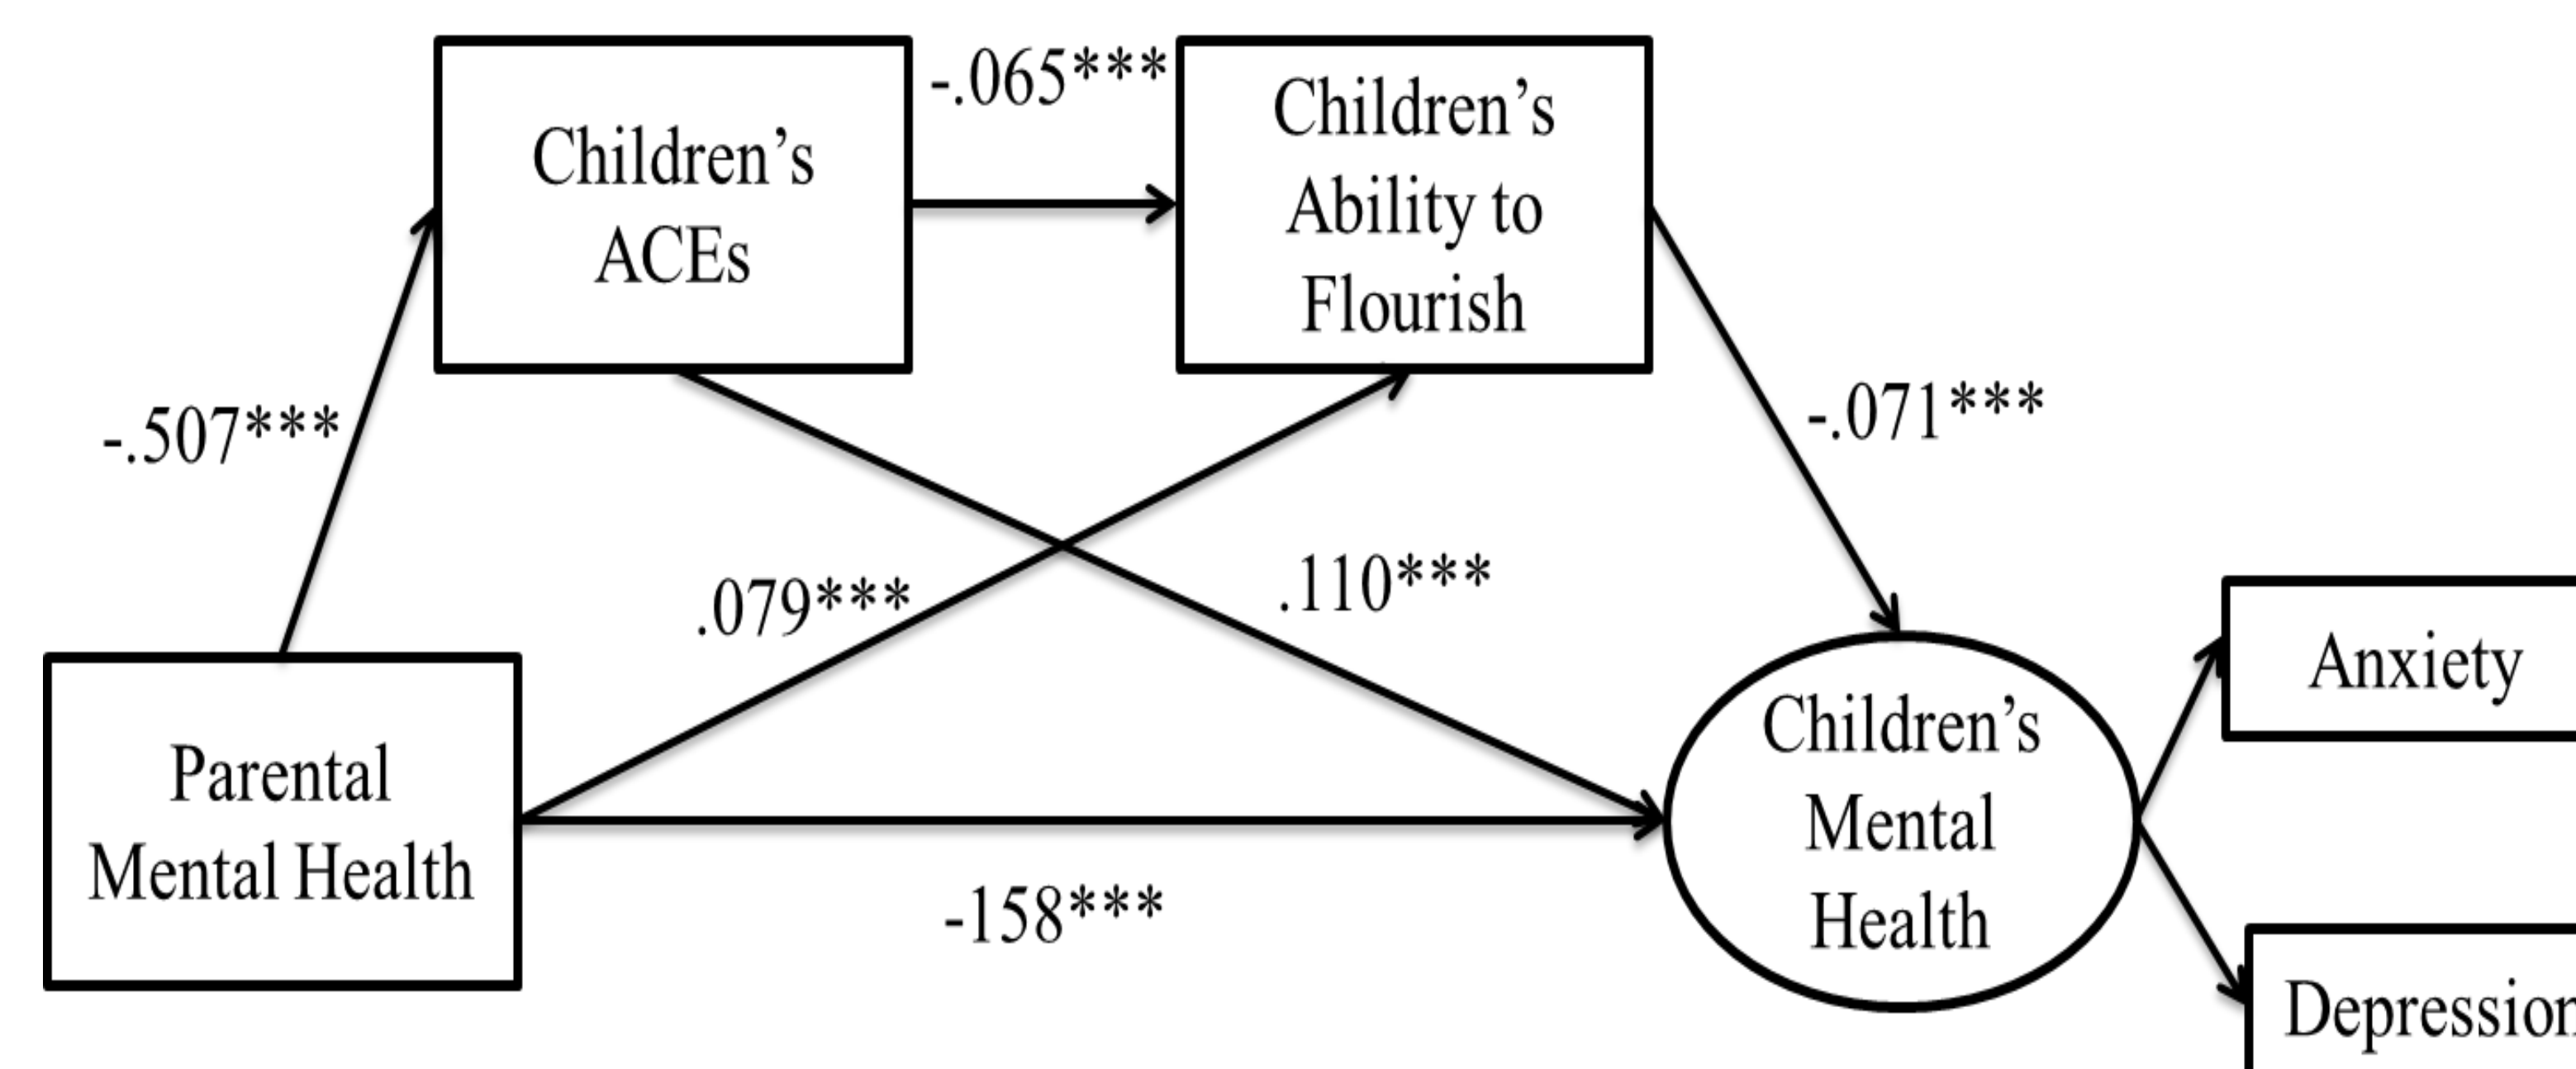 -.065***
Children’s
ACEs
Children’s
Ability to
Flourish
-.507***
-.071***
.079***
.110***
Parental
Mental Health
-158***
Children’s
Mental
Health
Anxiety
Depression